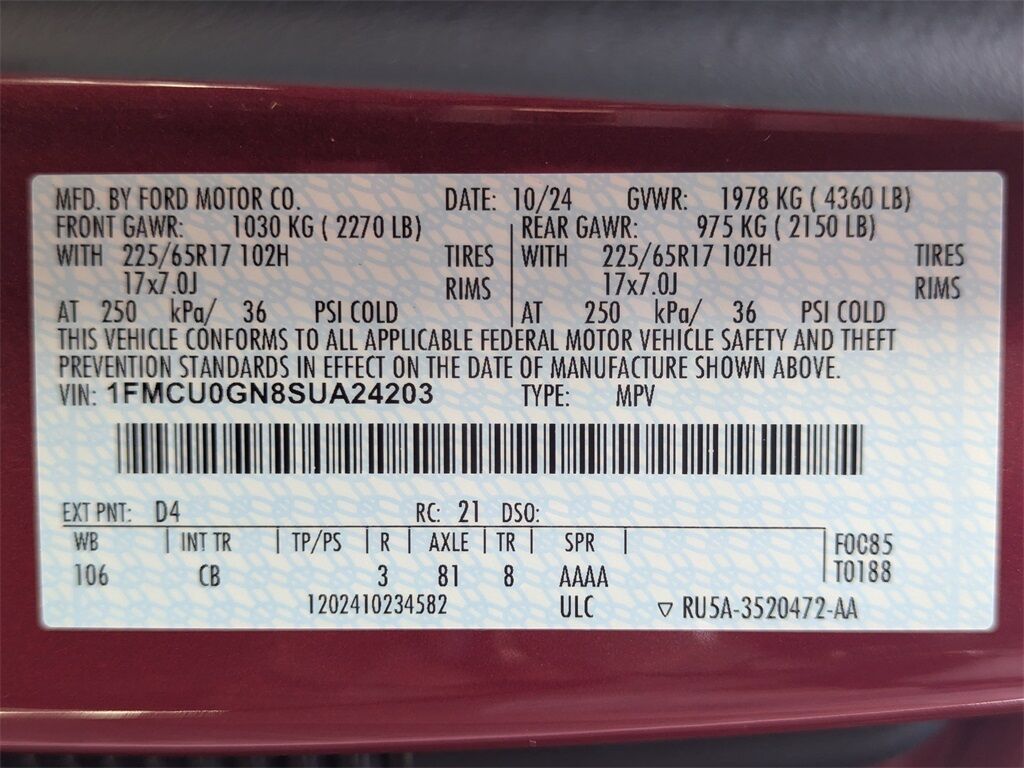 MFD. BY FORD MOTOR CO. DATE: 10/24 GVWR: 1978 KG ( 4360 LB)
FRONT GAWR: 1030 KG ( 2270 LB) REAR GAWR: 975 KG ( 2150 LB)
WITH 225/65R17 102H TIRES WITH 225/65R17 102H TIRES
17x7.0J RIMS 17x7.0J RIMS
AT 250 kPa/ 36 PSI COLD AT 250 kPa/ 36 PSI COLD
THIS VEHICLE CONFORMS TO ALL APPLICABLE FEDERAL MOTOR VEHICLE SAFETY AND THEFT
PREVENTION STANDARDS IN EFFECT ON THE DATE OF MANUFACTURE SHOWN ABOVE.
VIN: 1FMCU0GN8SUA24203 TYPE: MPV
EXT PNT: D4 RC: 21 DSO:
WB INT TR TP/PS R AXLE TR SPR F0C85
106 CB 3 81 8 AAAA T0188
1202410234582 ULC ▽ RU5A-3520472-AA